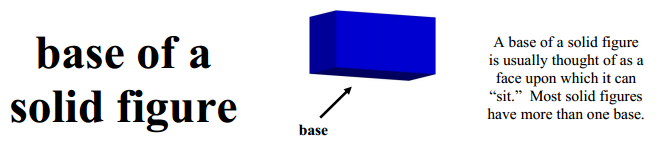 base of a
solid figure
base
A base of a solid figure
is usually thought of as a
face upon which it can
“sit.”  Most solid figures
have more than one base.